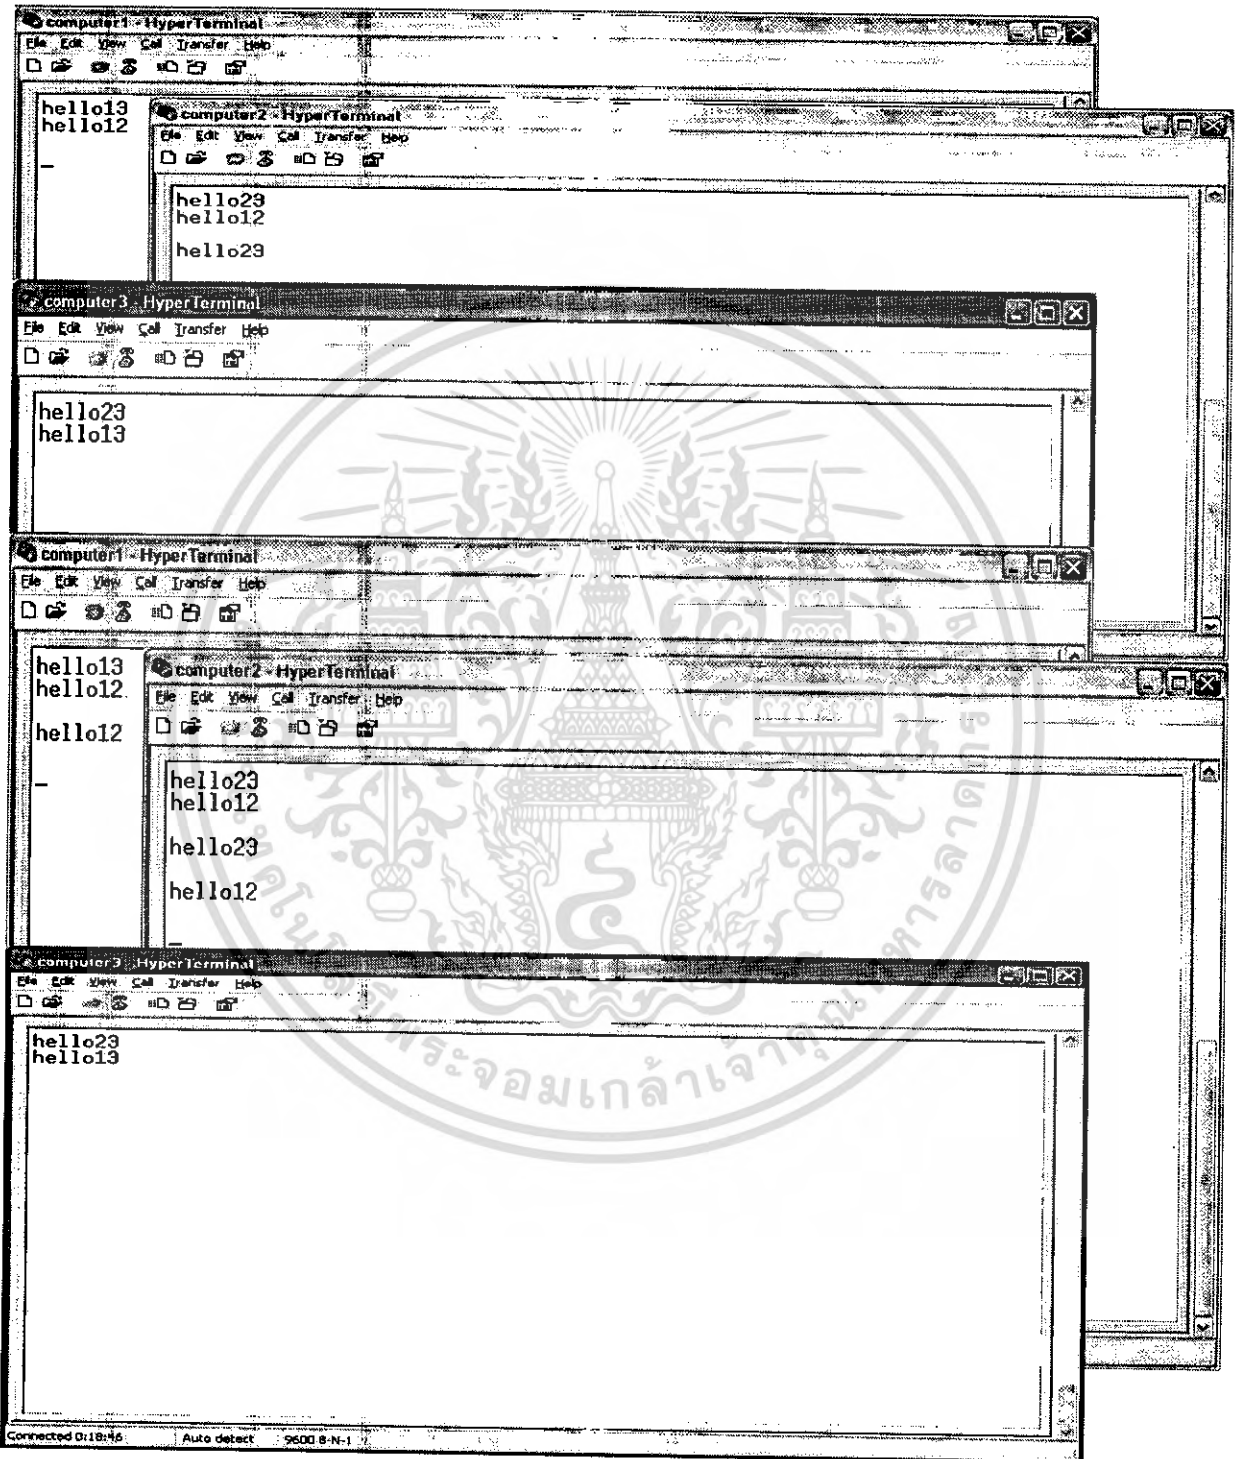 computer1 - HyperTerminal
File Edit View Call Transfer Help
hello13
hello12
computer2 - HyperTerminal
File Edit View Call Transfer Help
hello23
hello12
hello23
computer3 - HyperTerminal
File Edit View Call Transfer Help
hello23
hello13
computer1 - HyperTerminal
File Edit View Call Transfer Help
hello13
hello12
hello12
computer2 - HyperTerminal
File Edit View Call Transfer Help
hello23
hello12
hello23
hello12
computer3 - HyperTerminal
File Edit View Call Transfer Help
hello23
hello13
Connected 0:18:46 Auto detect 9600 8-N-1